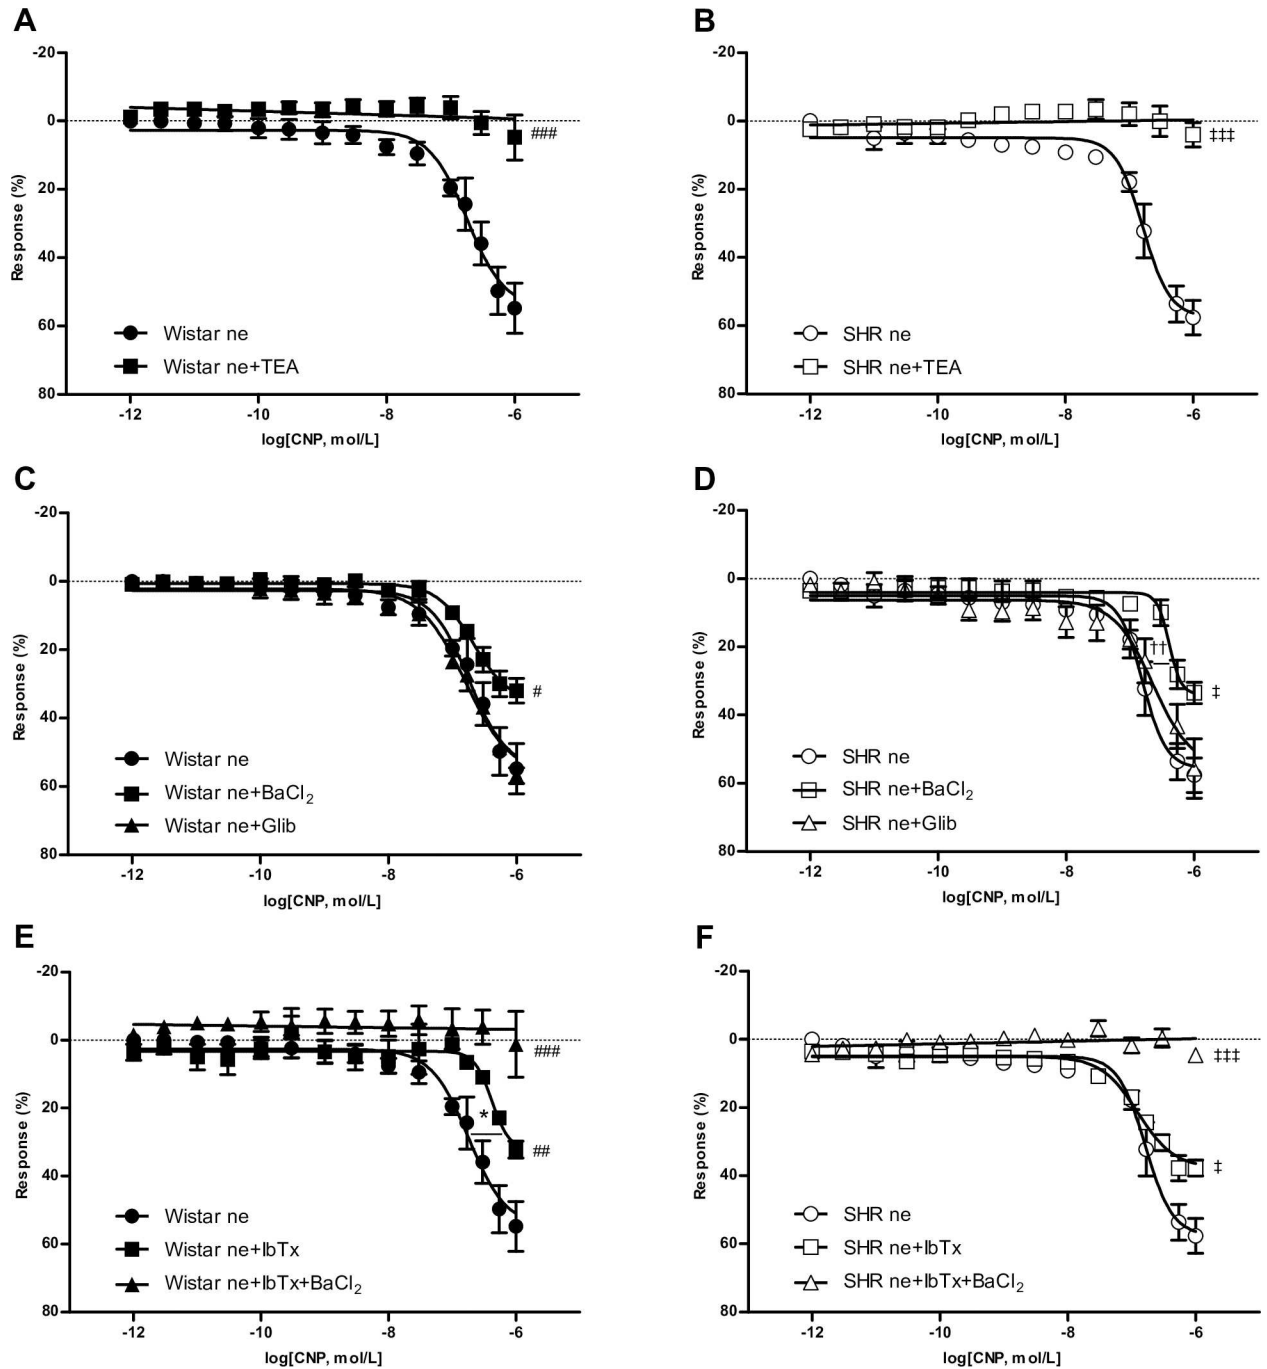 A
-20
0
20
40
60
80
Response (%)
-12 -10 -8 -6
log[CNP, mol/L]
###
Wistar ne
Wistar ne+TEA
B
-20
0
20
40
60
80
Response (%)
-12 -10 -8 -6
log[CNP, mol/L]
‡‡‡
SHR ne
SHR ne+TEA
C
-20
0
20
40
60
80
Response (%)
-12 -10 -8 -6
log[CNP, mol/L]
#
Wistar ne
Wistar ne+BaCl2
Wistar ne+Glib
D
-20
0
20
40
60
80
Response (%)
-12 -10 -8 -6
log[CNP, mol/L]
††
‡
SHR ne
SHR ne+BaCl2
SHR ne+Glib
E
-20
0
20
40
60
80
Response (%)
-12 -10 -8 -6
log[CNP, mol/L]
###
*
##
Wistar ne
Wistar ne+IbTx
Wistar ne+IbTx+BaCl2
F
-20
0
20
40
60
80
Response (%)
-12 -10 -8 -6
log[CNP, mol/L]
‡‡‡
‡
SHR ne
SHR ne+IbTx
SHR ne+IbTx+BaCl2